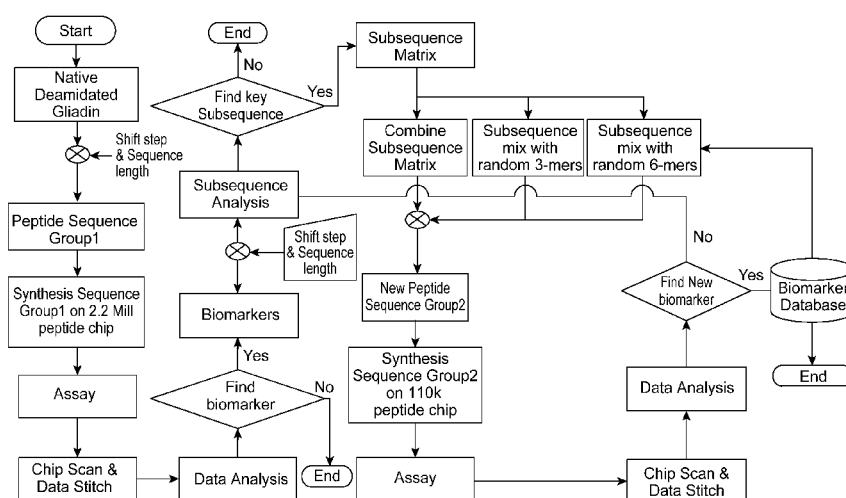 Start
Native
Deamidated
Gliadin
Shift step
& Sequence
length
Peptide Sequence
Group1
Synthesis Sequence
Group1 on 2.2 Mill
peptide chip
Assay
Chip Scan &
Data Stitch
Data Analysis
Find
biomarker
No
End
Yes
Biomarkers
Shift step
& Sequence
length
Subsequence
Analysis
Find key
Subsequence
No
End
Yes
Subsequence
Matrix
Combine
Subsequence
Matrix
Subsequence
mix with
random 3-mers
Subsequence
mix with
random 6-mers
New Peptide
Sequence Group2
Synthesis
Sequence Group2
on 110k
peptide chip
Assay
Chip Scan &
Data Stitch
Data Analysis
Find New
biomarker
No
Yes
Biomarker
Database
End